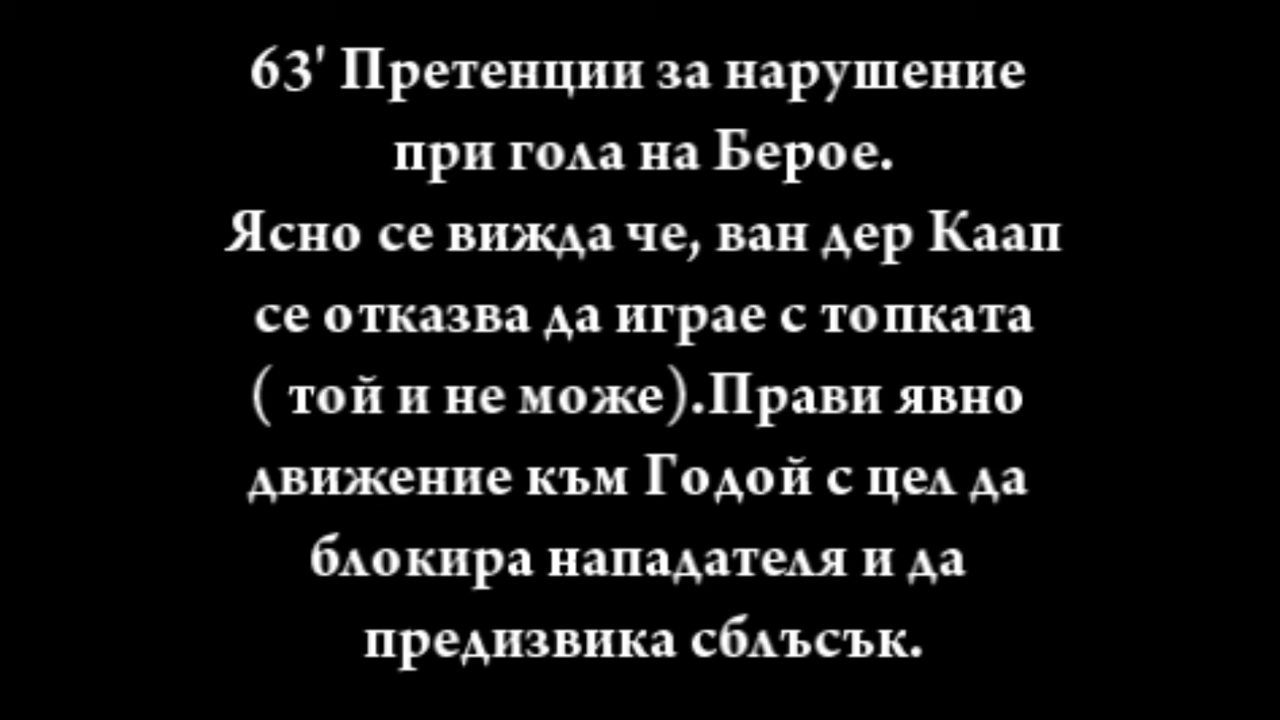 63' Претенции за нарушение
при гола на Берое.
Ясно се вижда че, ван дер Каап
се отказва да играе с топката
( той и не може).Прави явно
движение към Годой с цел да
блокира нападателя и да
предизвика сблъсък.